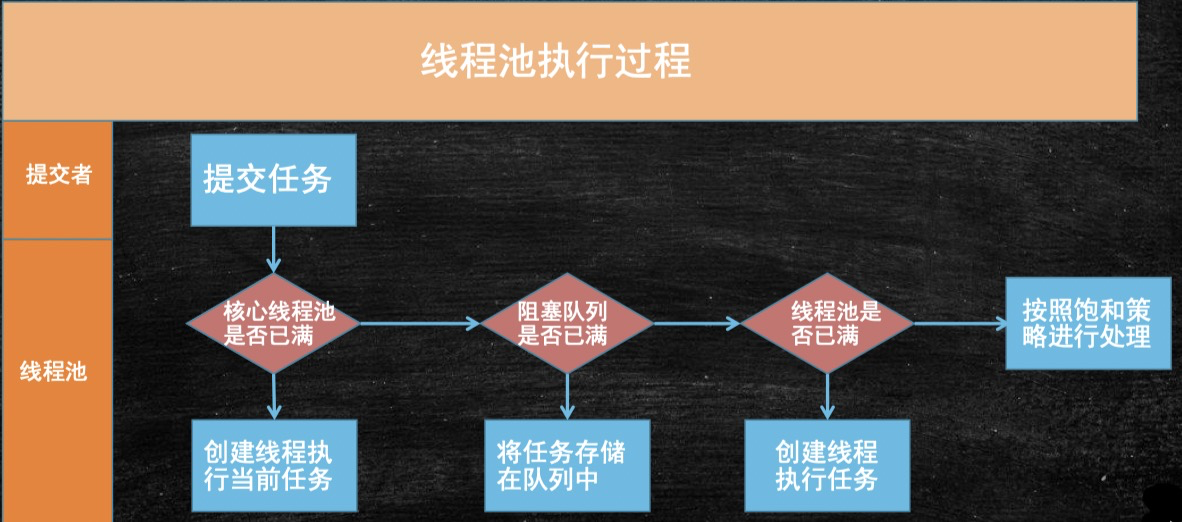 线程池执行过程
提交者
提交任务
线程池
核心线程池
是否已满
阻塞队列
是否已满
线程池是
否已满
按照饱和策
略进行处理
创建线程执
行当前任务
将任务存储
在队列中
创建线程
执行任务